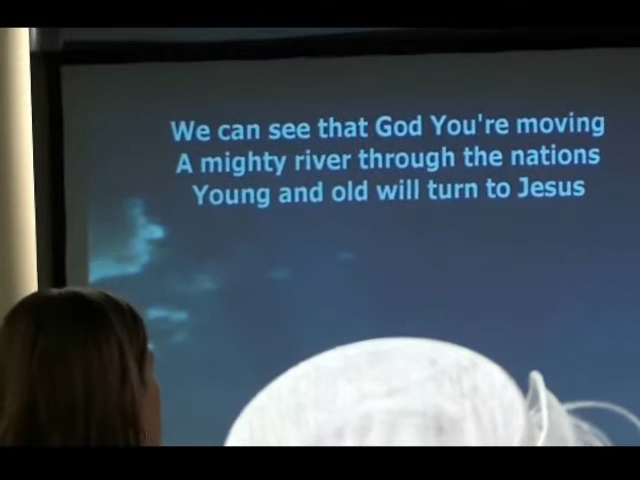 We can see that God You're moving
A mighty river through the nations
Young and old will turn to Jesus